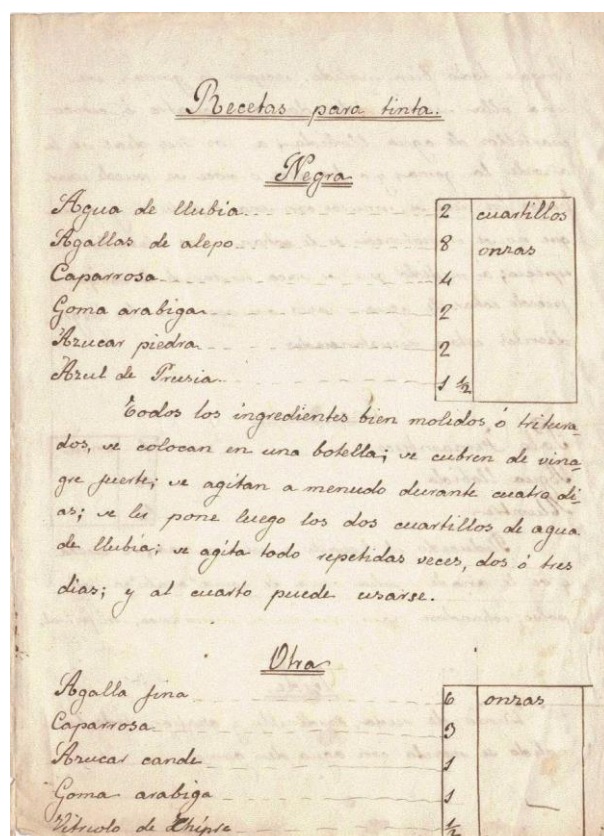 Recetas para tinta.
Negra
Agua de llubia 2 cuartillos
Agallas de alepo 8 onzas
Caparrosa 4
Goma arabiga 2
Azucar piedra 2
Azul de Prusia 1 1/2
Todos los ingredientes bien molidos, ó tritura-
dos, se colocan en una botella; se cubren de vina-
gre fuerte; se agitan a menudo durante cuatro di-
as; se les pone luego los dos cuartillos de agua
de llubia; se agita todo repetidas veces, dos ó tres
dias; y al cuarto puede usarse.
Otra
Agalla fina 6 onzas
Caparrosa 3
Azucar cande 1
Goma arabiga 1
Vitriolo de Chipre 1/2